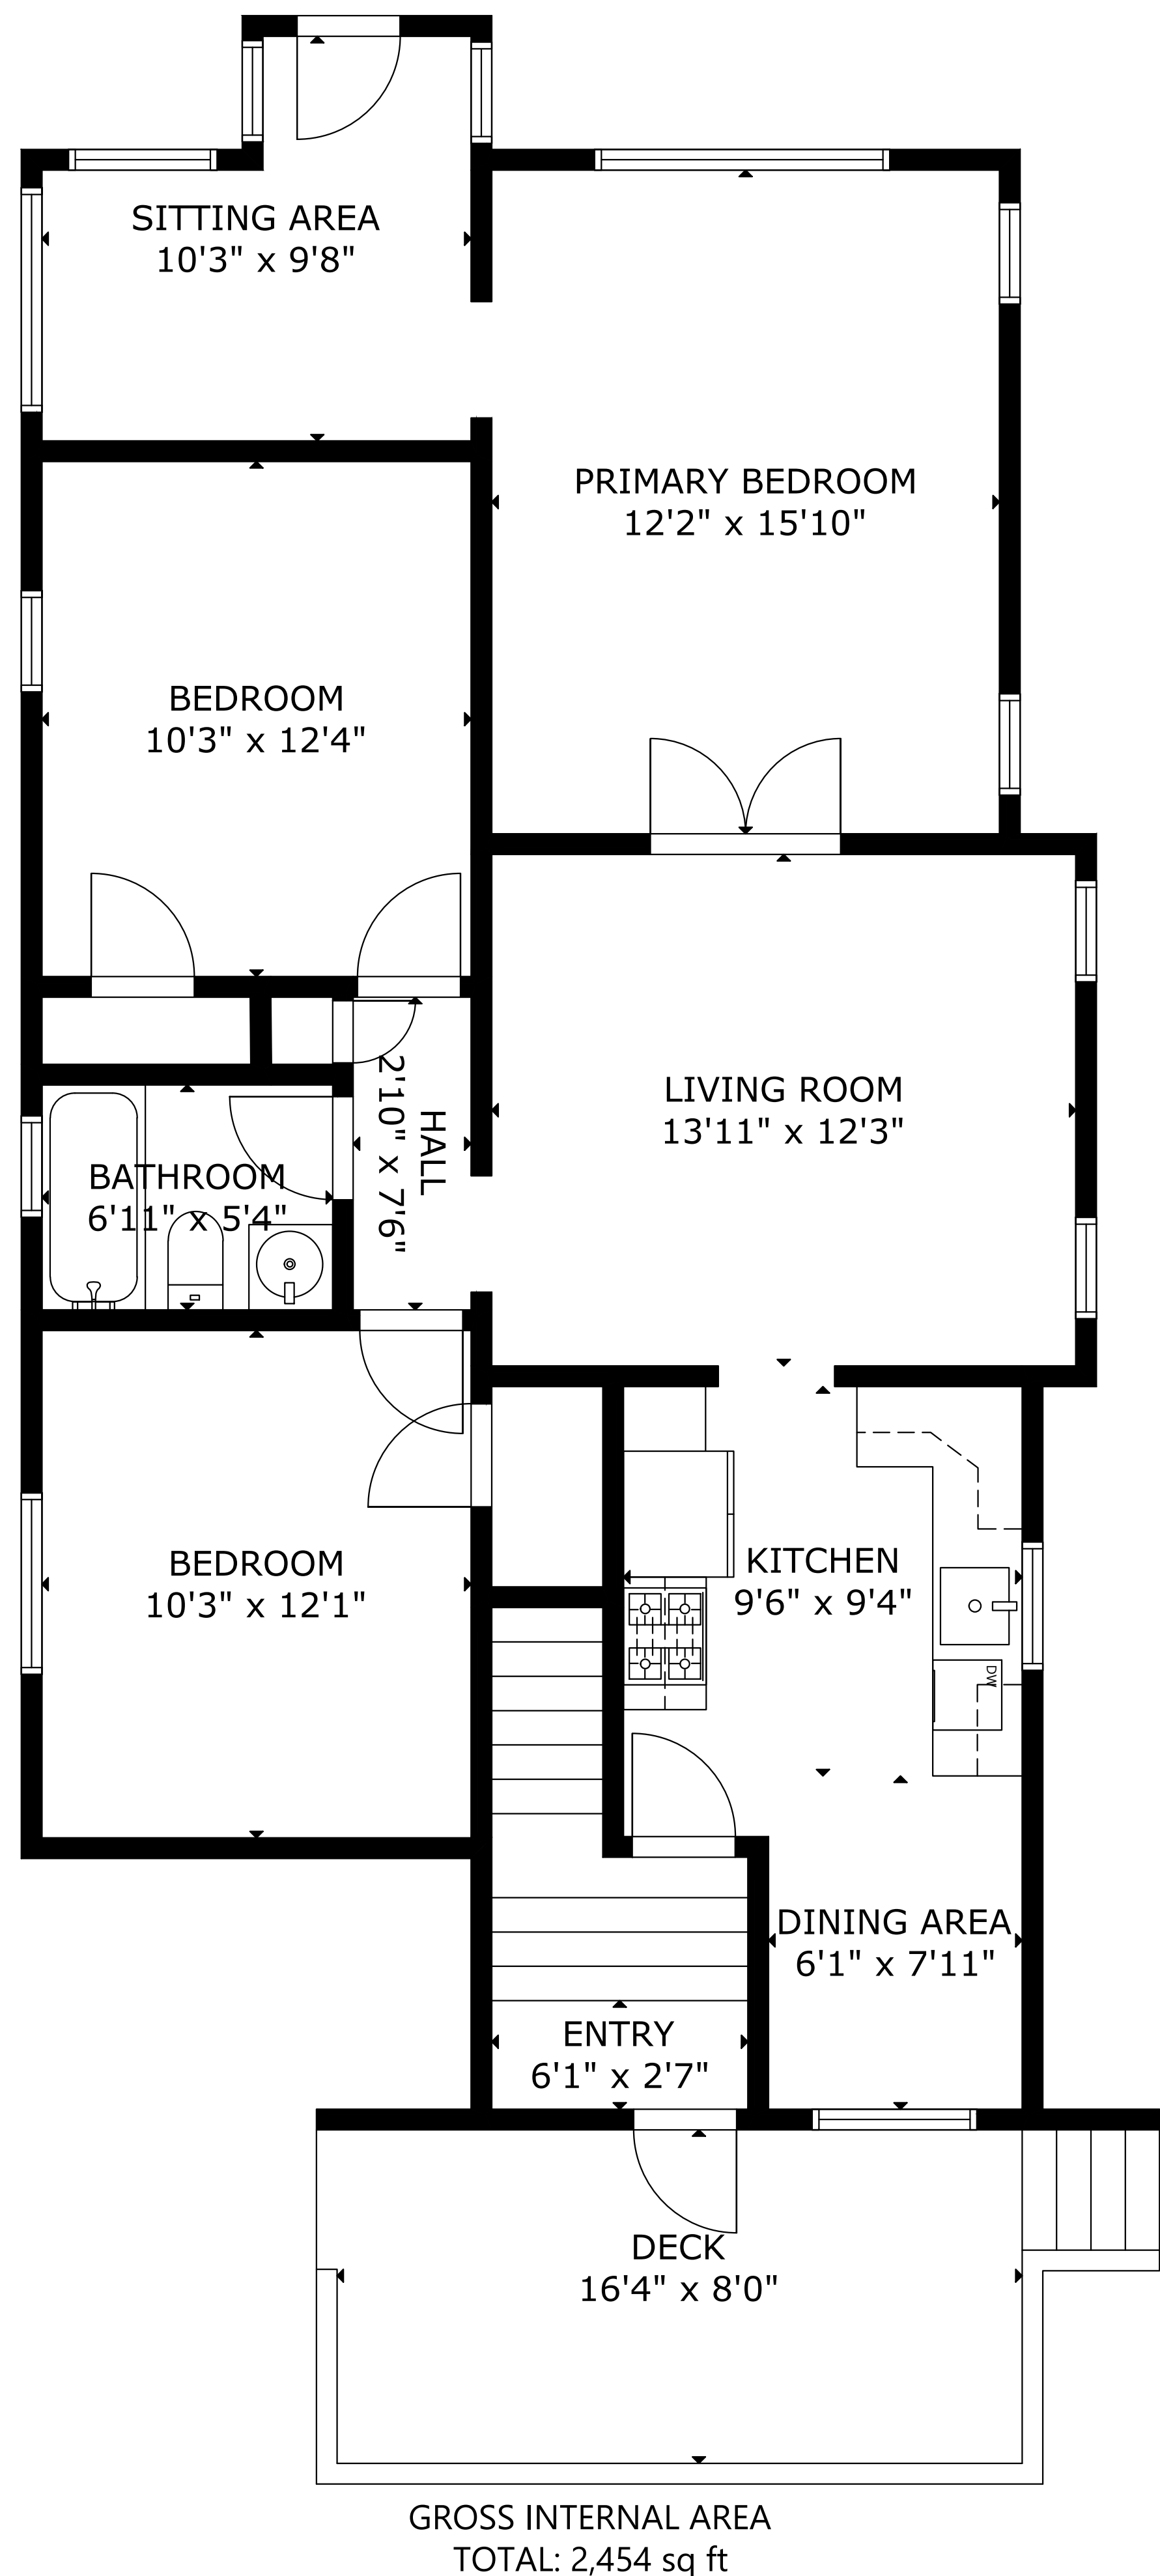 SITTING AREA
10'3" x 9'8"
PRIMARY BEDROOM
12'2" x 15'10"
BEDROOM
10'3" x 12'4"
LIVING ROOM
13'11" x 12'3"
HALL
2'10" x 7'6"
BATHROOM
6'11" x 5'4"
BEDROOM
10'3" x 12'1"
KITCHEN
9'6" x 9'4"
DW
DINING AREA
6'1" x 7'11"
ENTRY
6'1" x 2'7"
DECK
16'4" x 8'0"
GROSS INTERNAL AREA
TOTAL: 2,454 sq ft